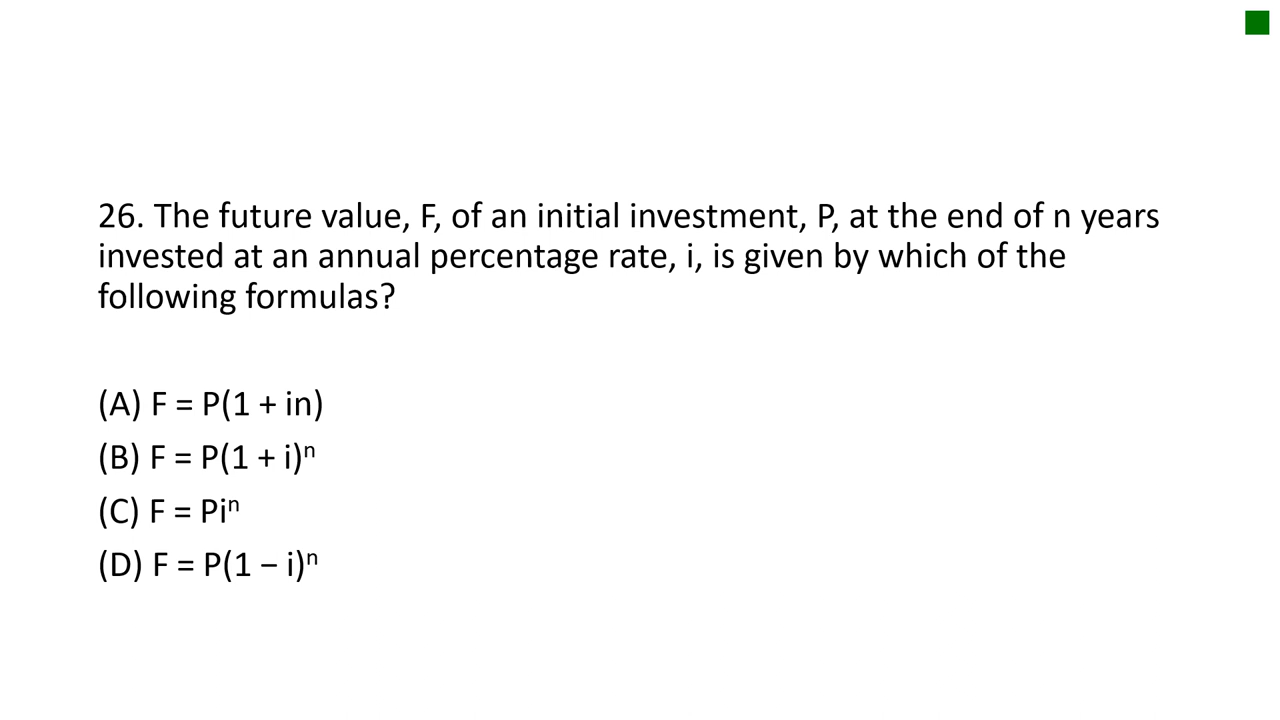 26. The future value, F, of an initial investment, P, at the end of n years
invested at an annual percentage rate, i, is given by which of the
following formulas?
(A) F = P(1 + in)
(B) F = P(1 + i)ⁿ
(C) F = Piⁿ
(D) F = P(1 − i)ⁿ